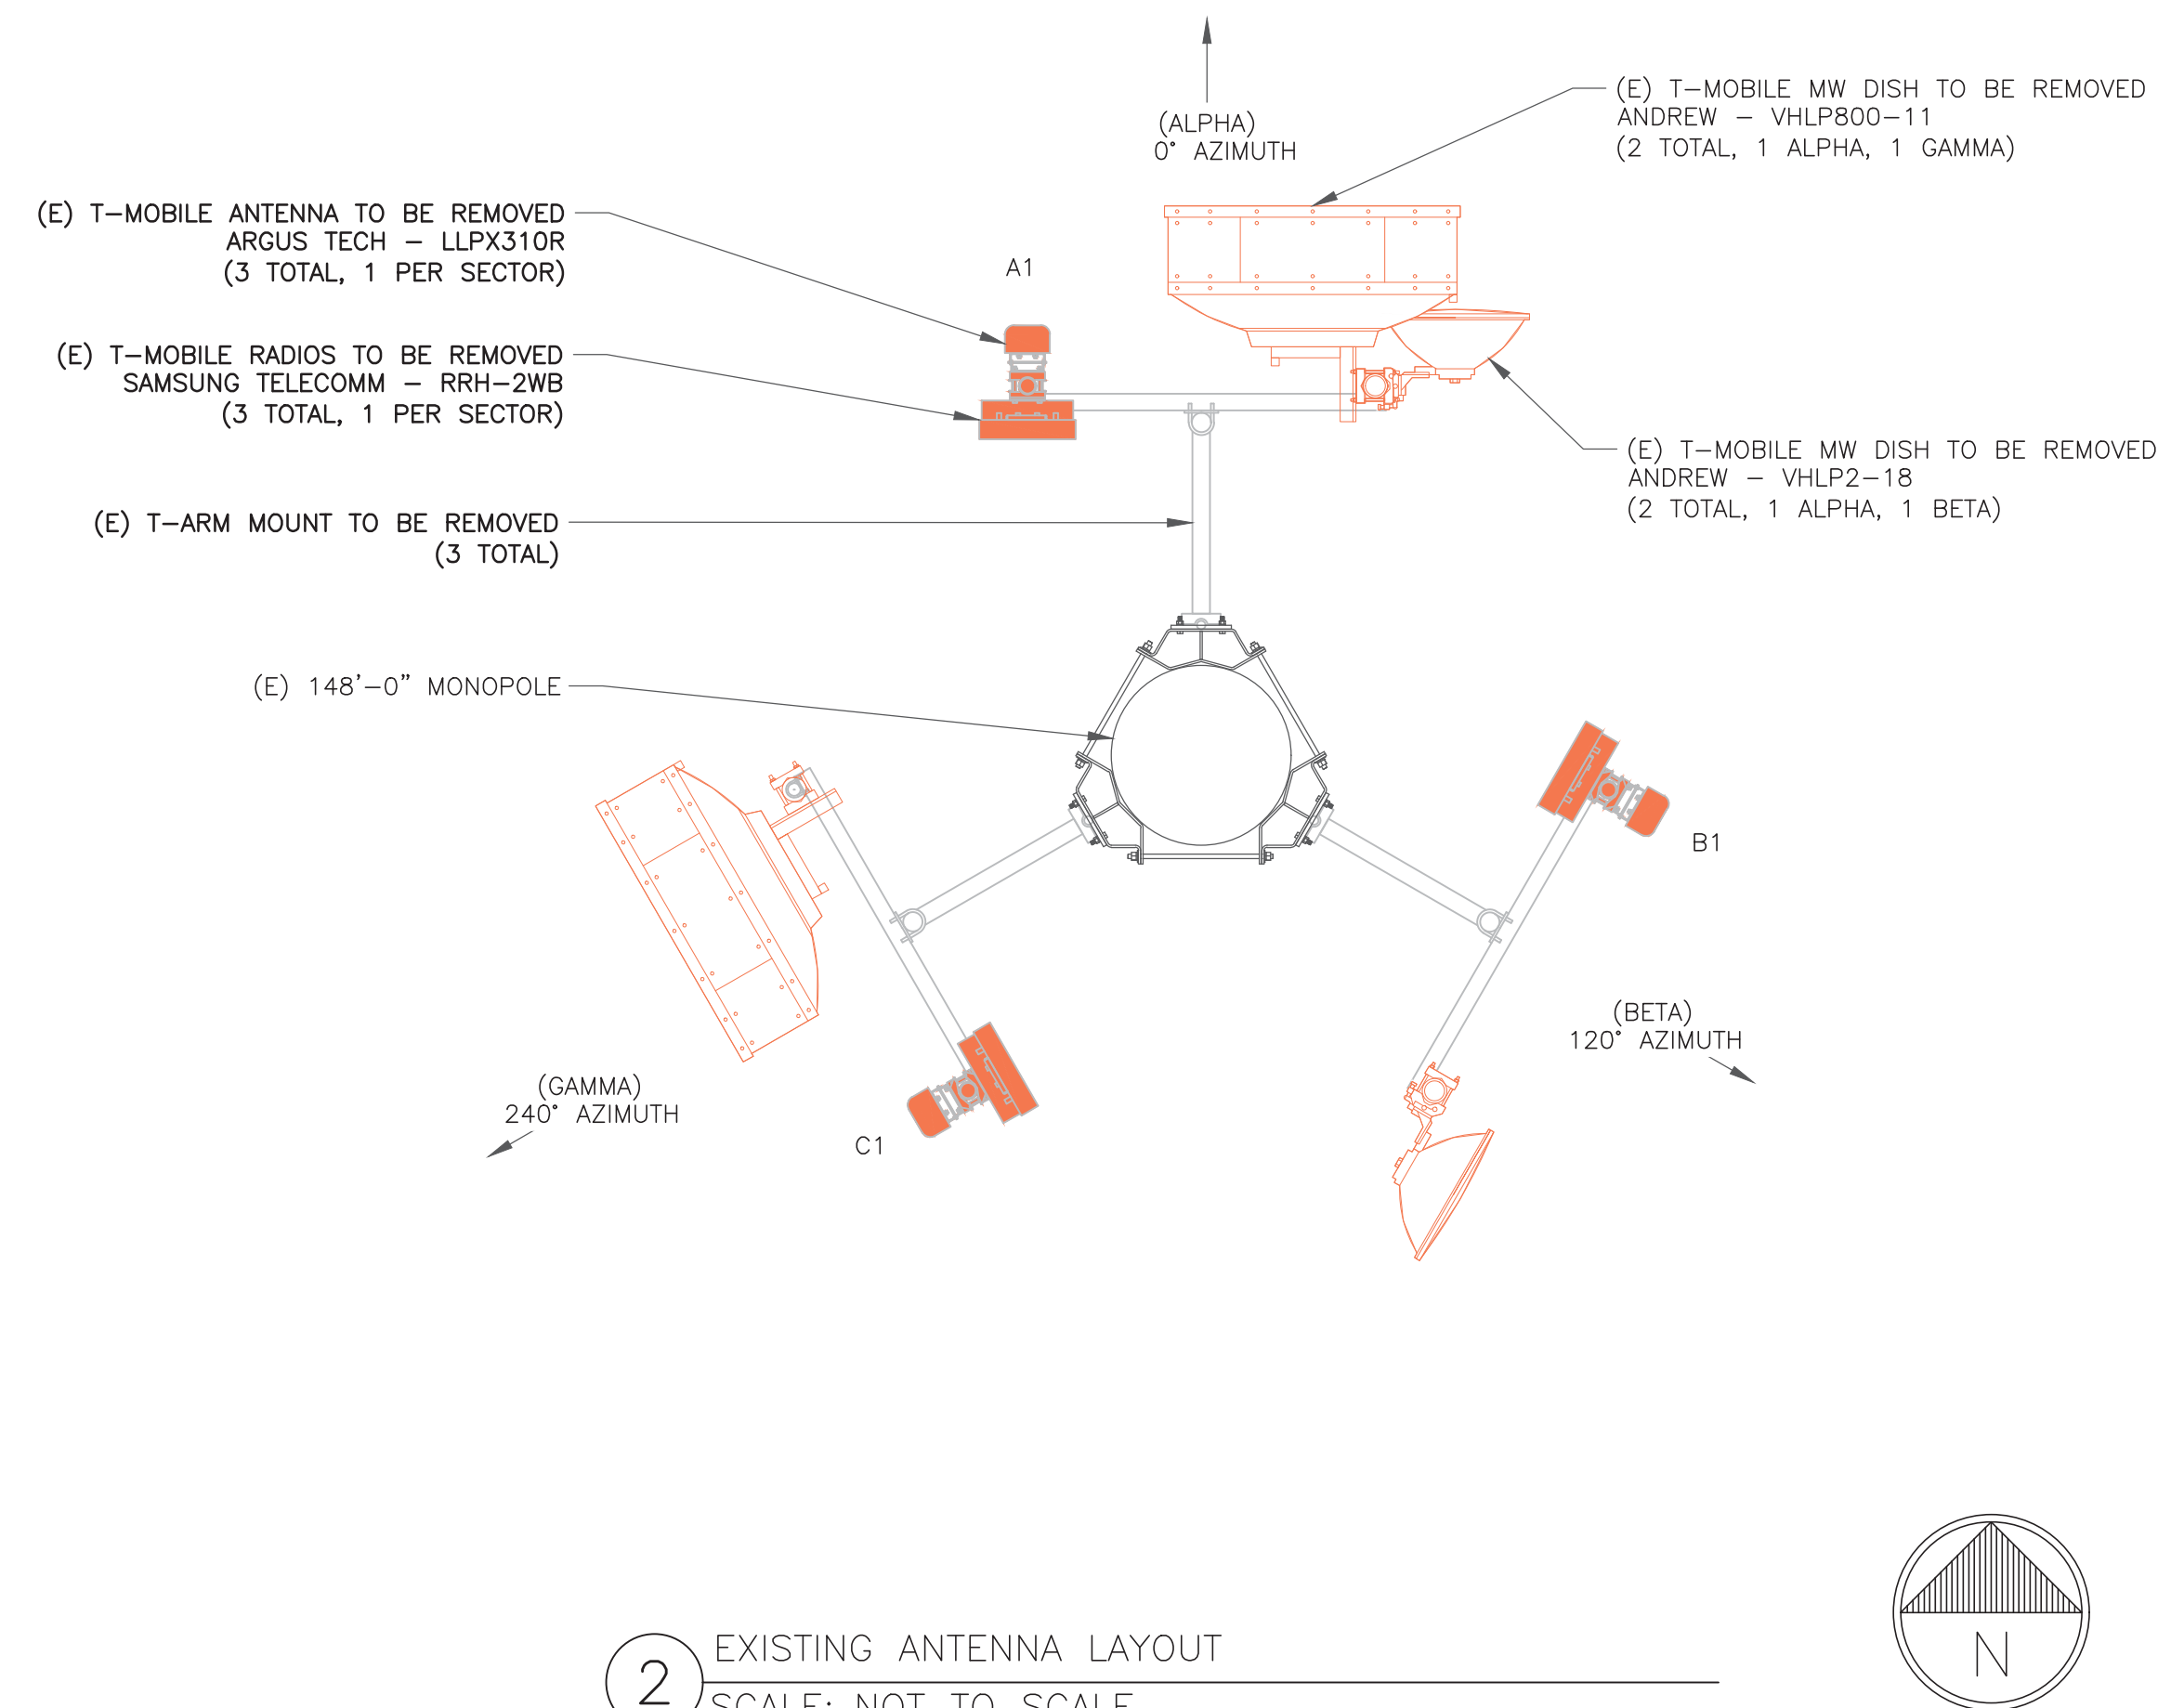 (ALPHA)
0° AZIMUTH
(E) T-MOBILE MW DISH TO BE REMOVED
ANDREW - VHLP800-11
(2 TOTAL, 1 ALPHA, 1 GAMMA)
(E) T-MOBILE ANTENNA TO BE REMOVED
ARGUS TECH - LLPX310R
(3 TOTAL, 1 PER SECTOR)
A1
(E) T-MOBILE RADIOS TO BE REMOVED
SAMSUNG TELECOMM - RRH-2WB
(3 TOTAL, 1 PER SECTOR)
(E) T-MOBILE MW DISH TO BE REMOVED
ANDREW - VHLP2-18
(2 TOTAL, 1 ALPHA, 1 BETA)
(E) T-ARM MOUNT TO BE REMOVED
(3 TOTAL)
(E) 148'-0" MONOPOLE
B1
(BETA)
120° AZIMUTH
(GAMMA)
240° AZIMUTH
C1
2
EXISTING ANTENNA LAYOUT
SCALE: NOT TO SCALE
N